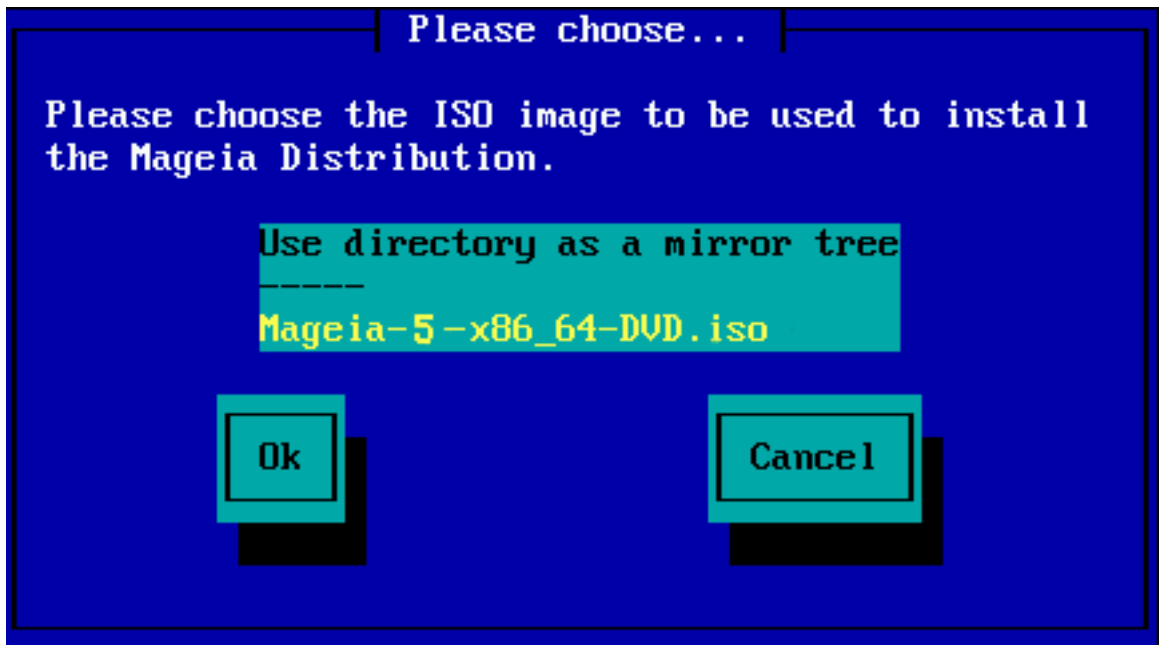 Please choose...
Please choose the ISO image to be used to install
the Mageia Distribution.
Use directory as a mirror tree
-----
Mageia-5-x86_64-DVD.iso
Ok
Cancel